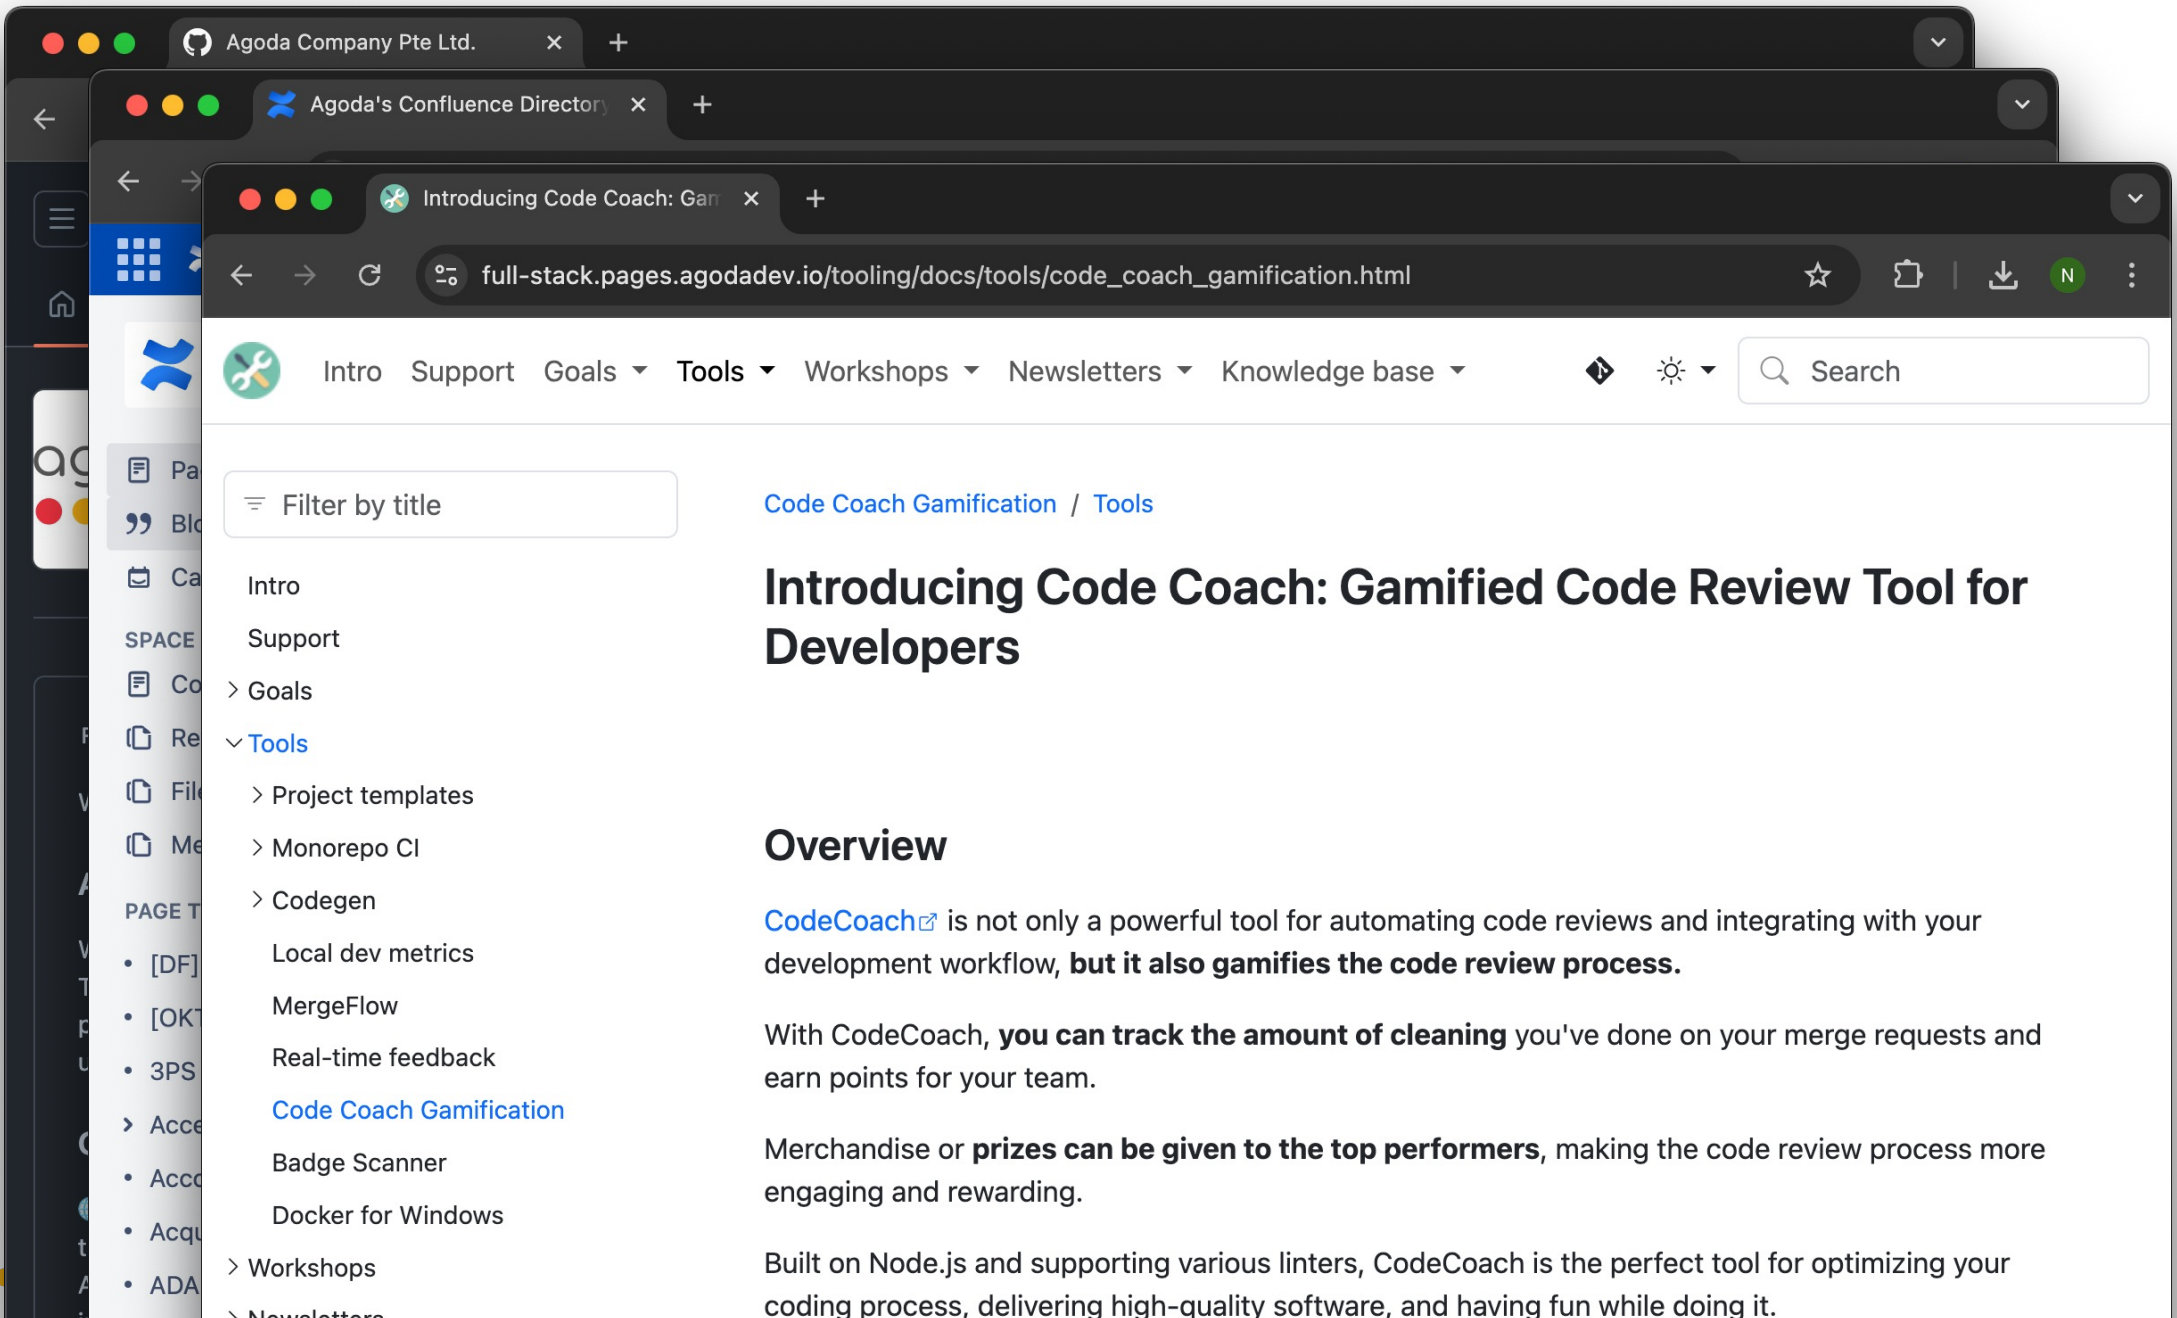 Agoda Company Pte Ltd.
Agoda's Confluence Directory
Introducing Code Coach: Gam
full-stack.pages.agodadev.io/tooling/docs/tools/code_coach_gamification.html
N
Intro Support Goals Tools Workshops Newsletters Knowledge base
Search
Filter by title
Intro
Support
Goals
Tools
Project templates
Monorepo CI
Codegen
Local dev metrics
MergeFlow
Real-time feedback
Code Coach Gamification
Badge Scanner
Docker for Windows
Workshops
Newsletters
Code Coach Gamification / Tools
Introducing Code Coach: Gamified Code Review Tool for
Developers
Overview
CodeCoach is not only a powerful tool for automating code reviews and integrating with your
development workflow, but it also gamifies the code review process.
With CodeCoach, you can track the amount of cleaning you've done on your merge requests and
earn points for your team.
Merchandise or prizes can be given to the top performers, making the code review process more
engaging and rewarding.
Built on Node.js and supporting various linters, CodeCoach is the perfect tool for optimizing your
coding process, delivering high-quality software, and having fun while doing it.
SPACE
PAGE T
[DF]
3PS
ADA